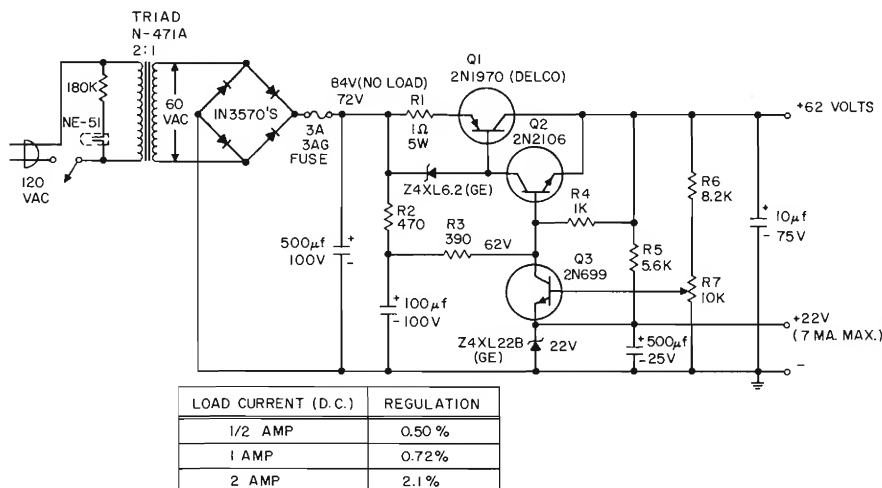 TRIAD
N-471A
2:1
180K
NE-51
120
VAC
60
VAC
IN3570'S
3A
3AG
FUSE
84V(NO LOAD)
72V
R1
1Ω
5W
Q1
2N1970 (DELCO)
Q2
2N2106
Z4XL6.2 (GE)
R2
470
R3
390
62V
R4
1K
R5
5.6K
R6
8.2K
R7
10K
Q3
2N699
500μf
100V
+
-
+ 100μf
- 100V
Z4XL22B
(GE)
22V
+ 500μf
- 25V
+
10μf
- 75V
+62 VOLTS
+22V
(7 MA. MAX.)
-
LOAD CURRENT (D.C.) REGULATION
1/2 AMP 0.50%
1 AMP 0.72%
2 AMP 2.1%